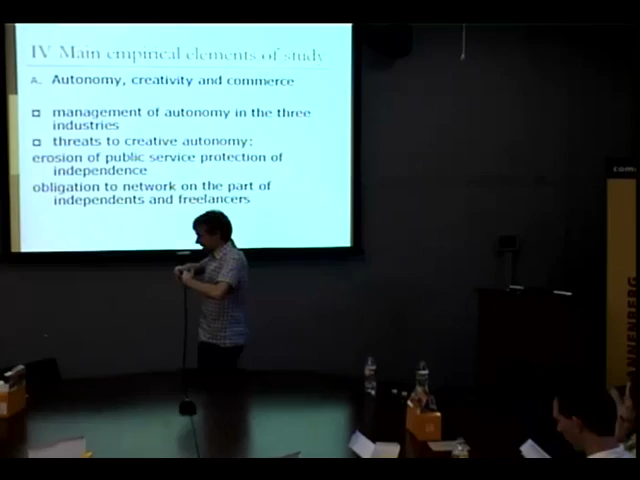 IV Main empirical elements of study
A. Autonomy, creativity and commerce
management of autonomy in the three
industries
threats to creative autonomy:
erosion of public service protection of
independence
obligation to network on the part of
independents and freelancers
com
ANNENBERG